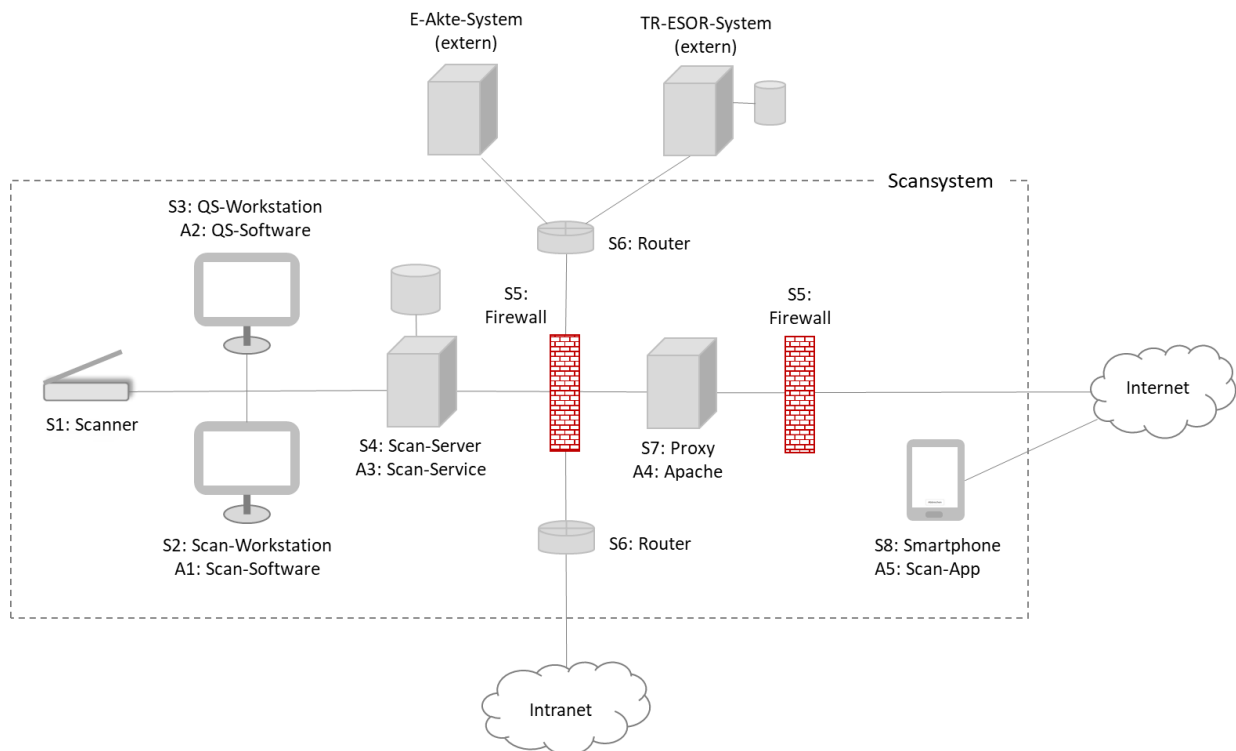 E-Akte-System
(extern)
TR-ESOR-System
(extern)
Scansystem
S3: QS-Workstation
A2: QS-Software
S6: Router
S5:
Firewall
S5:
Firewall
Internet
S1: Scanner
S4: Scan-Server
A3: Scan-Service
S7: Proxy
A4: Apache
S2: Scan-Workstation
A1: Scan-Software
S6: Router
S8: Smartphone
A5: Scan-App
Intranet